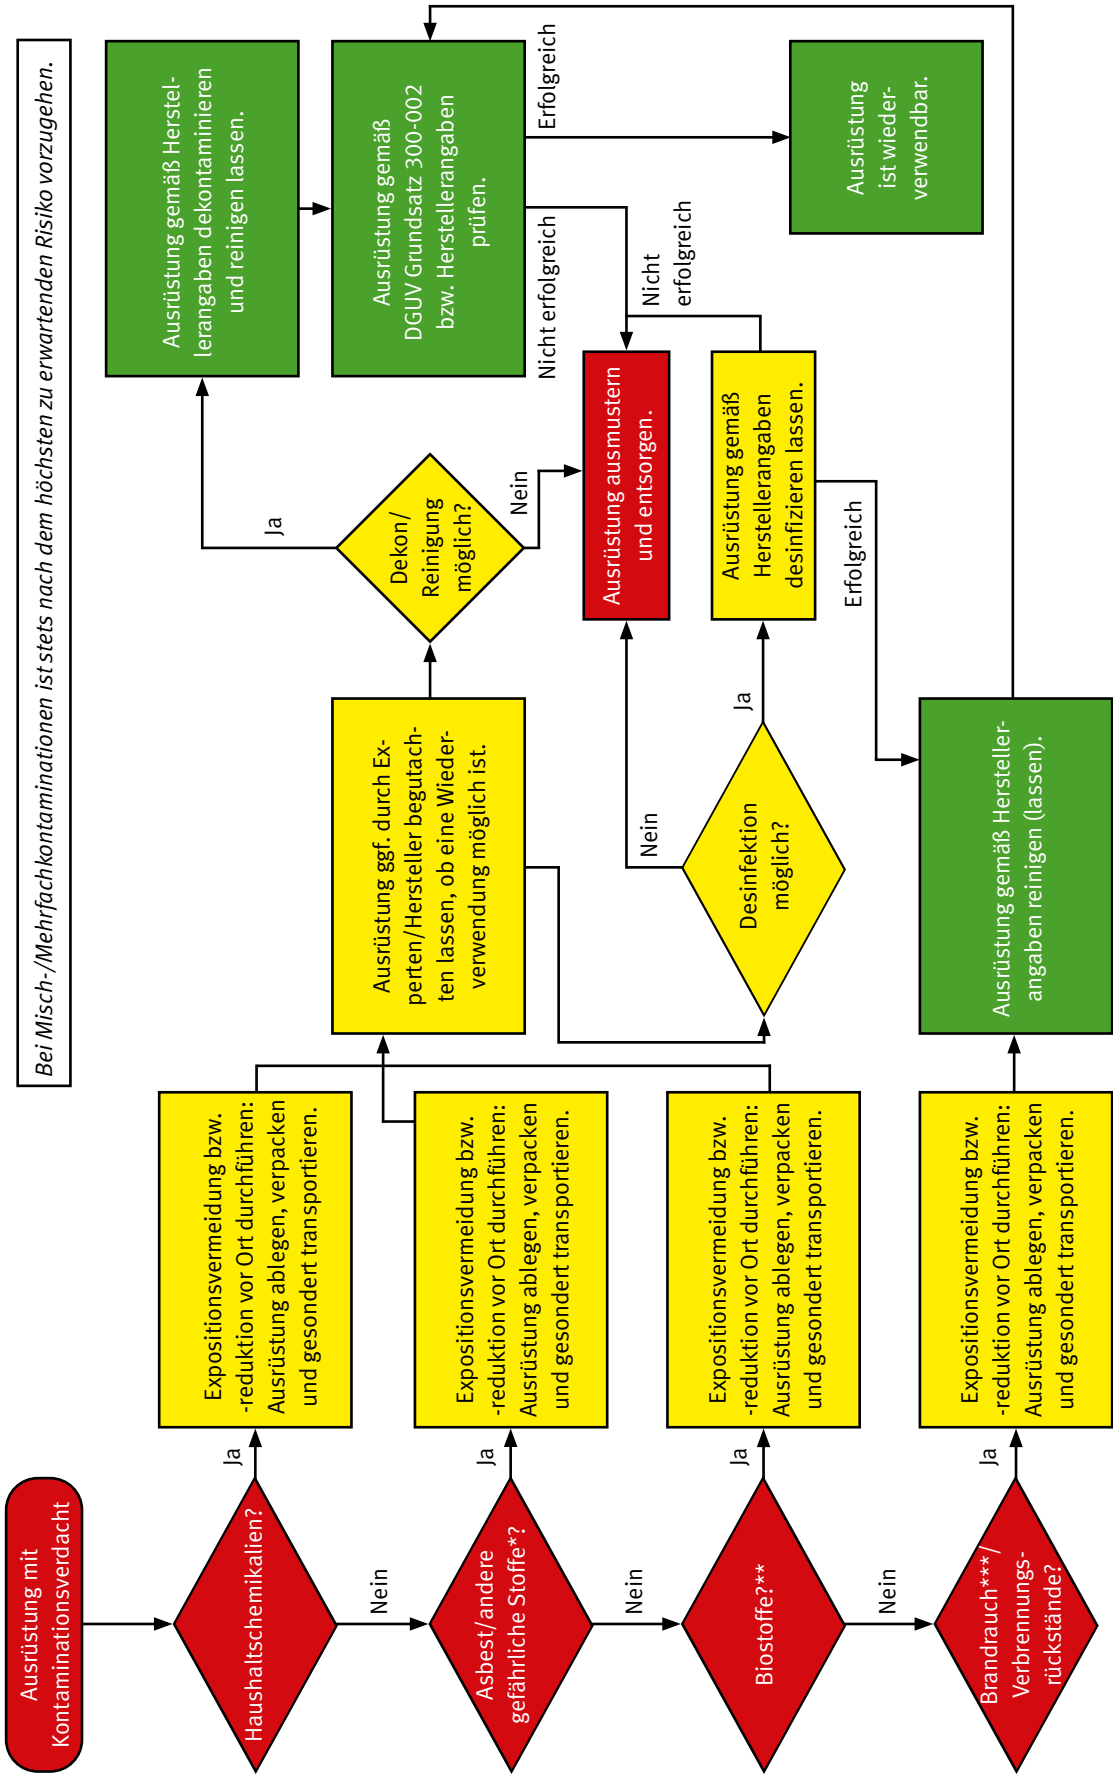 Bei Misch-/Mehrfachkontaminationen ist stets nach dem höchsten zu erwartenden Risiko vorzugehen.
Ausrüstung mit
Kontaminationsverdacht
Haushaltschemikalien?
Ja
Expositionsvermeidung bzw.
-reduktion vor Ort durchführen:
Ausrüstung ablegen, verpacken
und gesondert transportieren.
Nein
Asbest/andere
gefährliche Stoffe*?
Ja
Expositionsvermeidung bzw.
-reduktion vor Ort durchführen:
Ausrüstung ablegen, verpacken
und gesondert transportieren.
Nein
Biostoffe?**
Ja
Expositionsvermeidung bzw.
-reduktion vor Ort durchführen:
Ausrüstung ablegen, verpacken
und gesondert transportieren.
Nein
Brandrauch***/
Verbrennungs-
rückstände?
Ja
Expositionsvermeidung bzw.
-reduktion vor Ort durchführen:
Ausrüstung ablegen, verpacken
und gesondert transportieren.
Ausrüstung ggf. durch Ex-
perten/Hersteller begutach-
ten lassen, ob eine Wieder-
verwendung möglich ist.
Desinfektion
möglich?
Nein
Ja
Ausrüstung gemäß Hersteller-
angaben reinigen (lassen).
Dekon/
Reinigung
möglich?
Ja
Nein
Ausrüstung ausmustern
und entsorgen.
Ausrüstung gemäß
Herstellerangaben
desinfizieren lassen.
Erfolgreich
Nicht
erfolgreich
Ausrüstung gemäß Herstel-
lerangaben dekontaminieren
und reinigen lassen.
Ausrüstung gemäß
DGUV Grundsatz 300-002
bzw. Herstellerangaben
prüfen.
Nicht erfolgreich
Erfolgreich
Ausrüstung
ist wieder-
verwendbar.